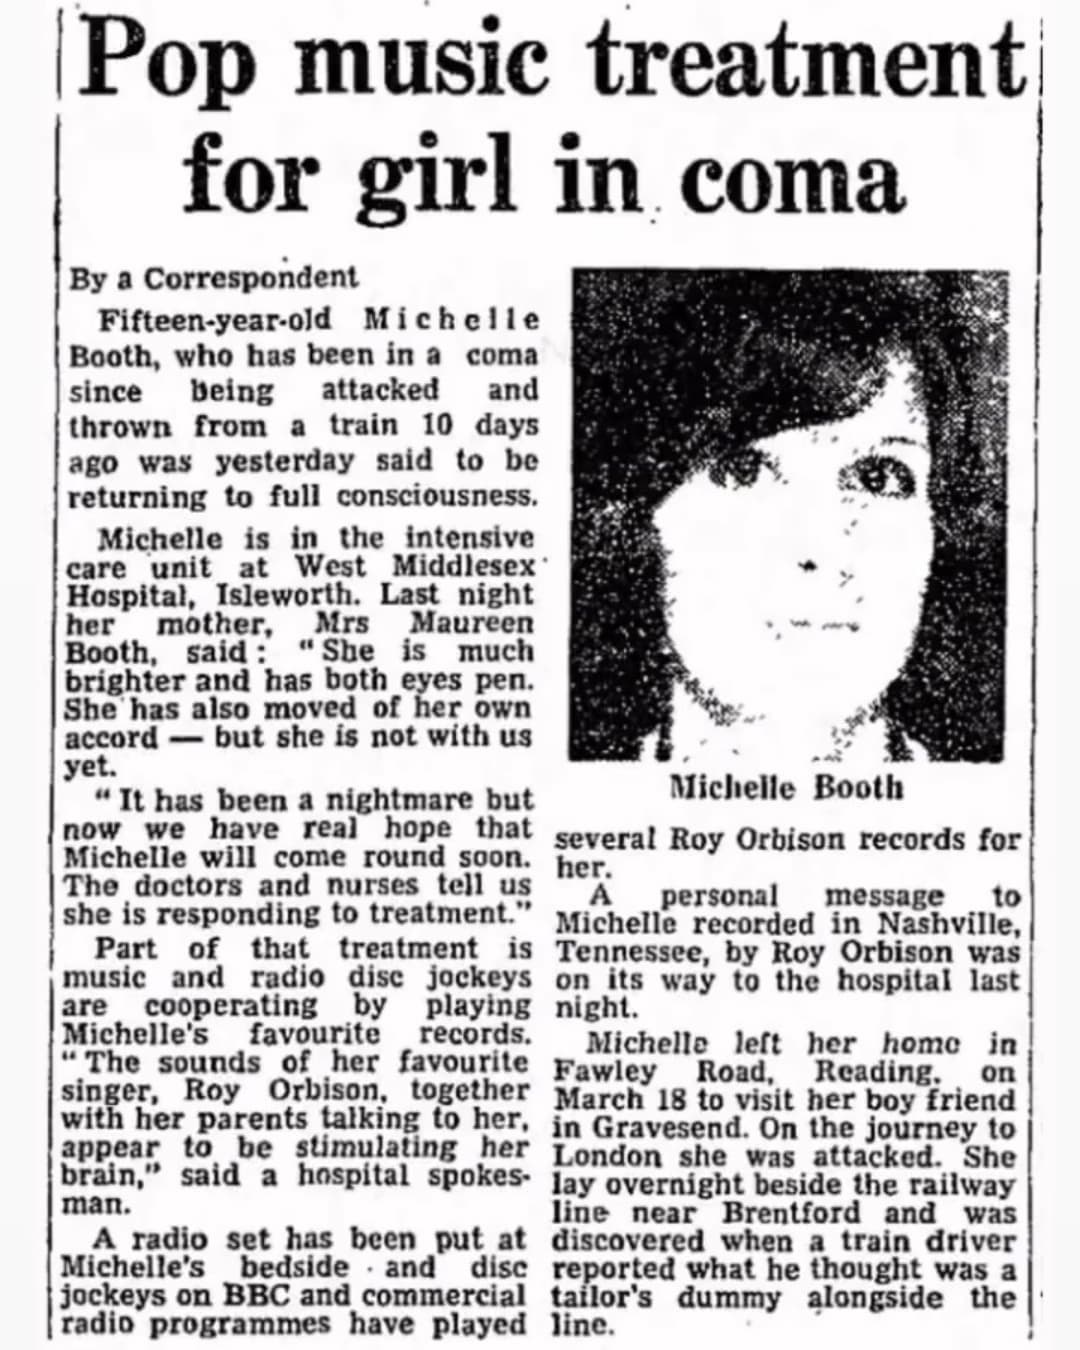 Pop music treatment
for girl in coma
By a Correspondent
Fifteen-year-old Michelle
Booth, who has been in a coma
since being attacked and
thrown from a train 10 days
ago was yesterday said to be
returning to full consciousness.
Michelle is in the intensive
care unit at West Middlesex
Hospital, Isleworth. Last night
her mother, Mrs Maureen
Booth, said: "She is much
brighter and has both eyes pen.
She has also moved of her own
accord — but she is not with us
yet.
"It has been a nightmare but
now we have real hope that
Michelle will come round soon.
The doctors and nurses tell us
she is responding to treatment."
Part of that treatment is
music and radio disc jockeys
are cooperating by playing
Michelle's favourite records.
"The sounds of her favourite
singer, Roy Orbison, together
with her parents talking to her,
appear to be stimulating her
brain," said a hospital spokes-
man.
A radio set has been put at
Michelle's bedside and disc
jockeys on BBC and commercial
radio programmes have played
Michelle Booth
several Roy Orbison records for
her.
A personal message to
Michelle recorded in Nashville,
Tennessee, by Roy Orbison was
on its way to the hospital last
night.
Michelle left her home in
Fawley Road, Reading, on
March 18 to visit her boy friend
in Gravesend. On the journey to
London she was attacked. She
lay overnight beside the railway
line near Brentford and was
discovered when a train driver
reported what he thought was a
tailor's dummy alongside the
line.